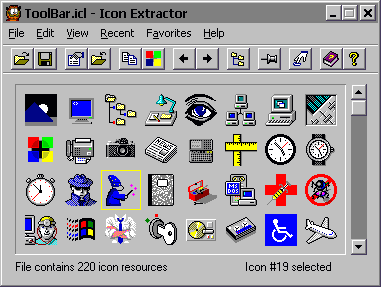 ToolBar.icl - Icon Extractor
File Edit View Recent Favorites Help
File contains 220 icon resources Icon #19 selected